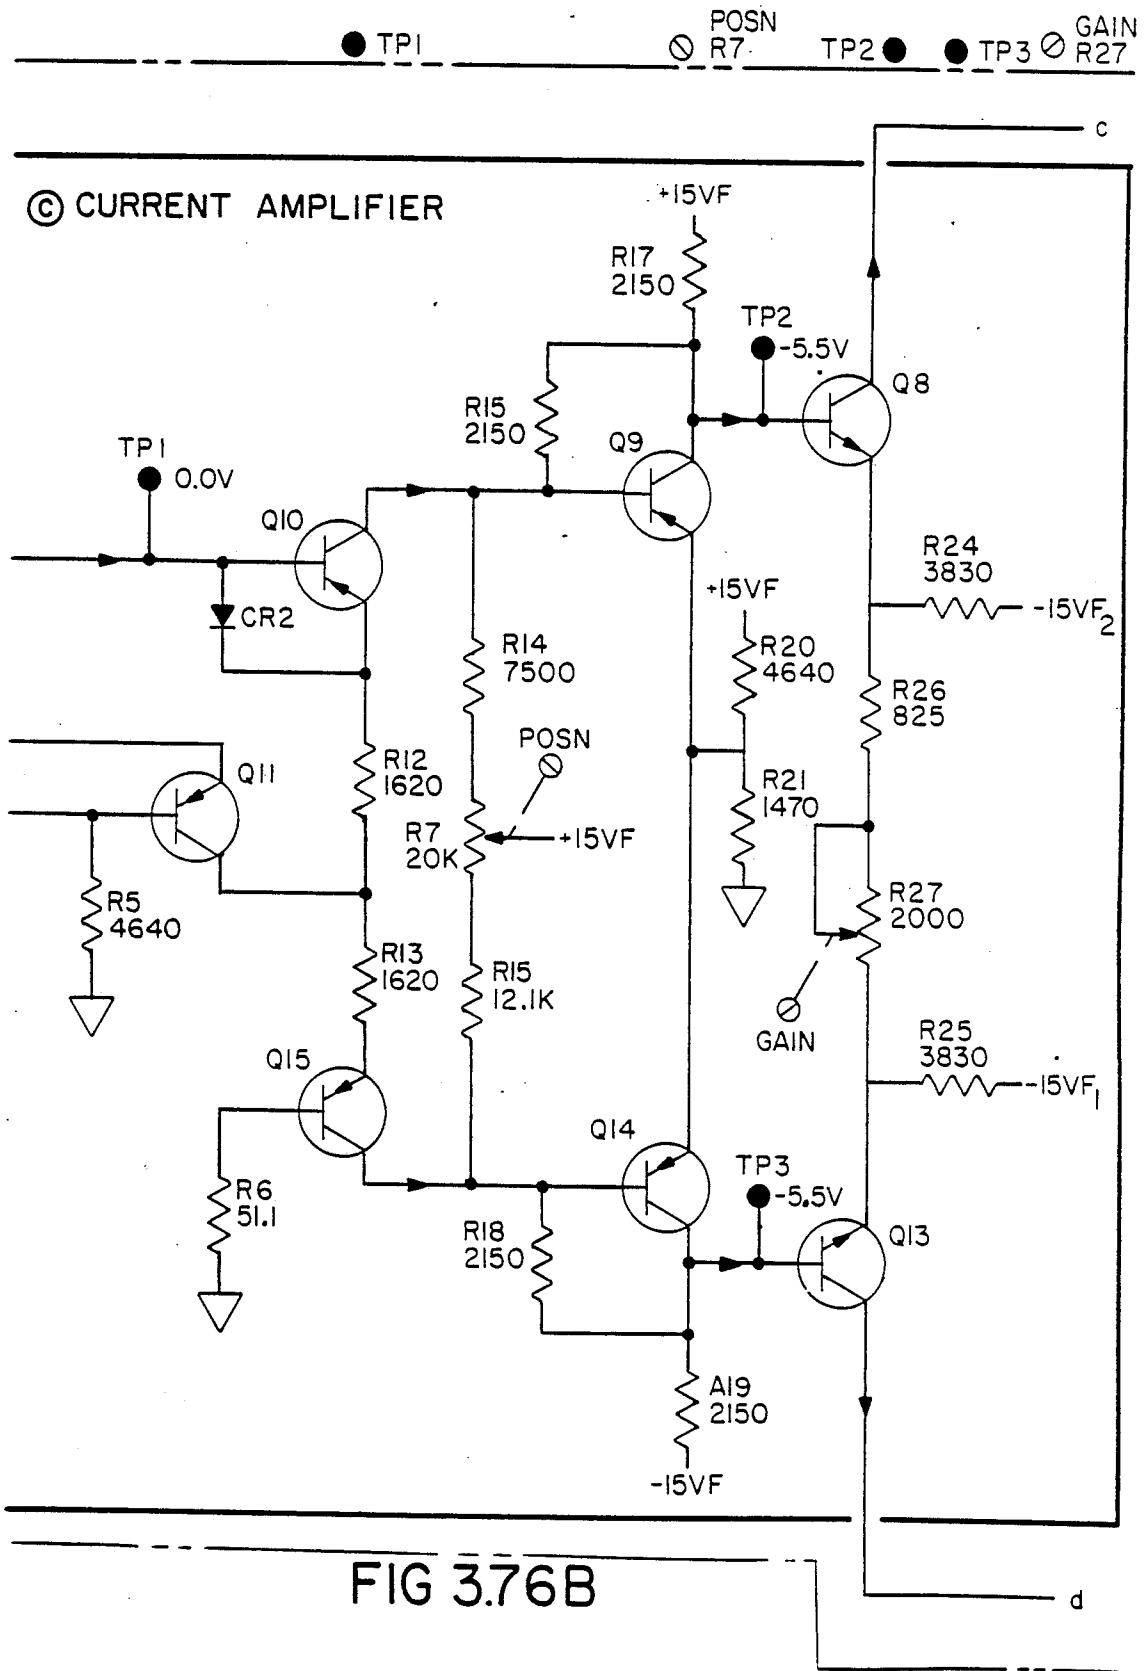 TP1
POSN
R7
TP2
TP3
GAIN
R27
c
Ⓒ CURRENT AMPLIFIER
+15VF
R17
2150
TP2
-5.5V
Q8
R15
2150
Q9
TP1
0.0V
Q10
R24
3830
-15VF2
+15VF
CR2
R14
7500
R20
4640
R26
825
POSN
Q11
R12
1620
R21
1470
R7
20K
+15VF
R5
4640
R27
2000
R13
1620
R15
12.1K
GAIN
R25
3830
-15VF1
Q15
Q14
TP3
-5.5V
R6
51.1
R18
2150
Q13
A19
2150
-15VF
FIG 3.76B
d